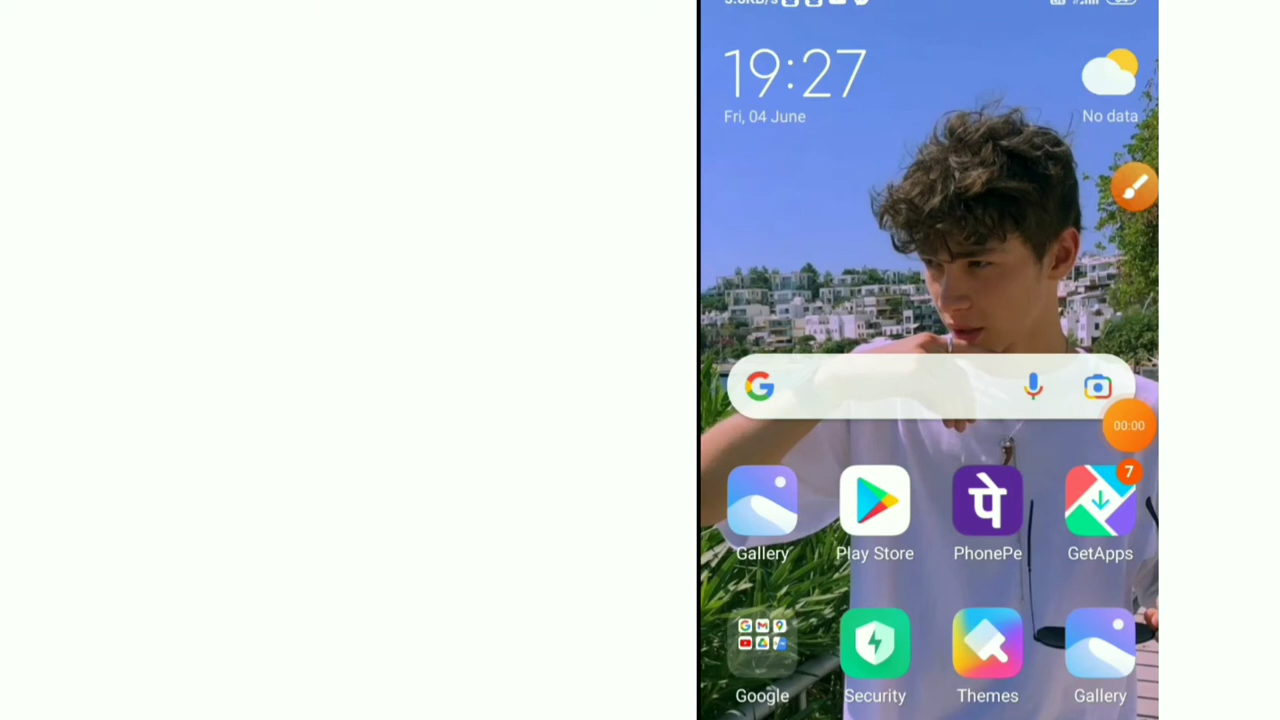 19:27
Fri, 04 June
No data
00:00
7
पे
Gallery
Play Store
PhonePe
GetApps
Google
Security
Themes
Gallery